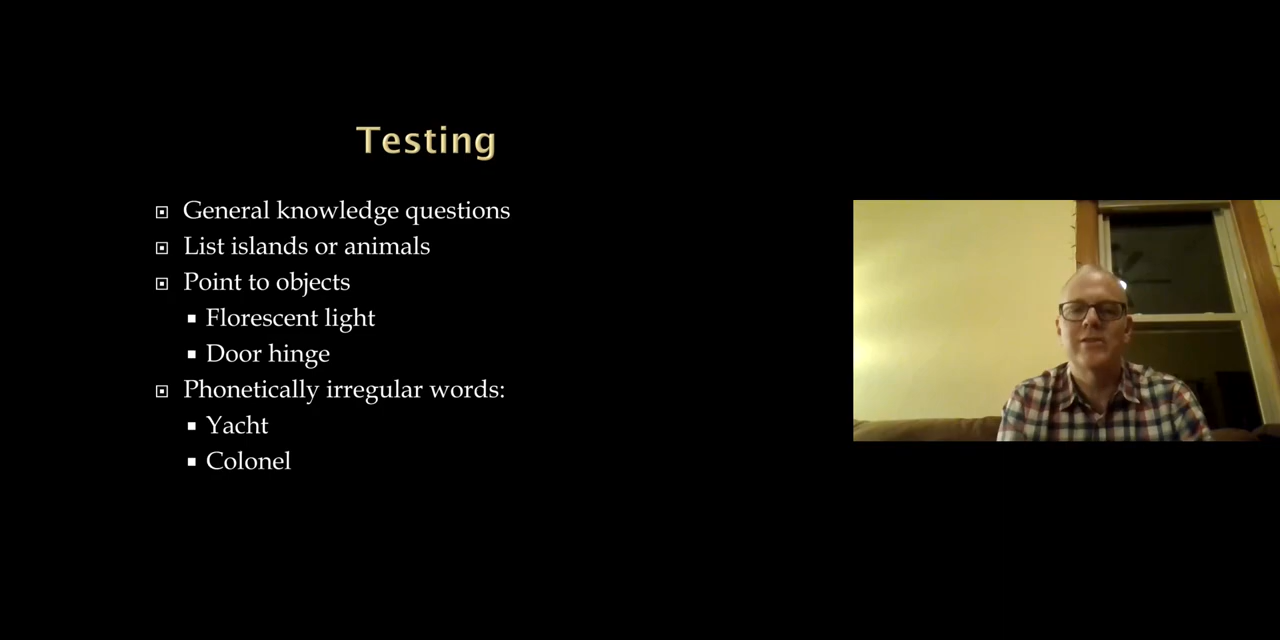 Testing
General knowledge questions
List islands or animals
Point to objects
Florescent light
Door hinge
Phonetically irregular words:
Yacht
Colonel